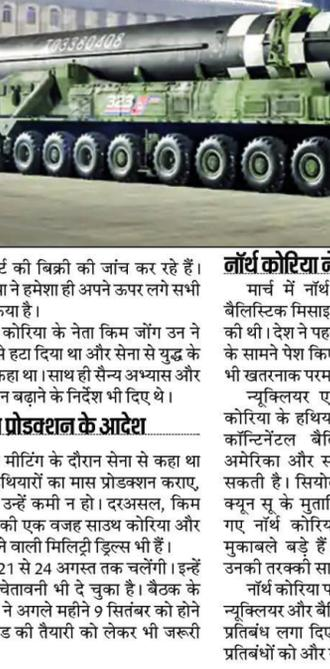 Z03380408
323
र्ट की बिक्री की जांच कर रहे हैं।
ा ने हमेशा ही अपने ऊपर लगे सभी
कया है।
कोरिया के नेता किम जोंग उन ने
से हटा दिया था और सेना से युद्ध के
कहा था। साथ ही सैन्य अभ्यास और
न बढ़ाने के निर्देश भी दिए थे।
प्रोडक्शन के आदेश
मीटिंग के दौरान सेना से कहा था
थियारों का मास प्रोडक्शन कराए,
उन्हें कमी न हो। दरअसल, किम
की एक वजह साउथ कोरिया और
ने वाली मिलिट्री ड्रिल्स भी हैं।
21 से 24 अगस्त तक चलेंगी। इन्हें
चेतावनी भी दे चुका है। बैठक के
ने अगले महीने 9 सितंबर को होने
ड की तैयारी को लेकर भी जरूरी
नॉर्थ कोरिया ने
मार्च में नॉर्थ
बैलिस्टिक मिसाइ
की थी। देश ने पह
के सामने पेश किए
भी खतरनाक परम
न्यूक्लियर ए
कोरिया के हथिय
कॉन्टिनेंटल बैलि
अमेरिका और स
सकती है। सियो
क्यून सू के मुताबि
गए नॉर्थ कोरिय
मुकाबले बड़े हैं
उनकी तरक्की सा
नॉर्थ कोरिया प
न्यूक्लियर और बै
प्रतिबंध लगा दिए
प्रतिबंधों को और